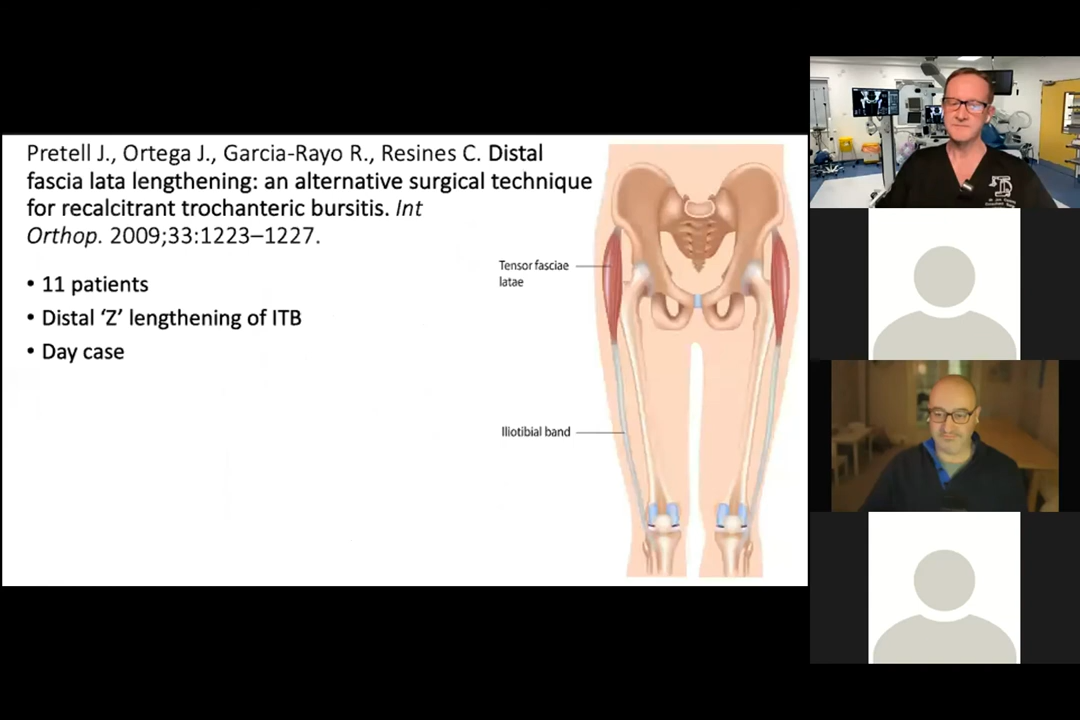 Pretell J., Ortega J., Garcia-Rayo R., Resines C. Distal
fascia lata lengthening: an alternative surgical technique
for recalcitrant trochanteric bursitis. Int
Orthop. 2009;33:1223–1227.
• 11 patients
• Distal ‘Z’ lengthening of ITB
• Day case
Tensor fasciae
latae
Iliotibial band